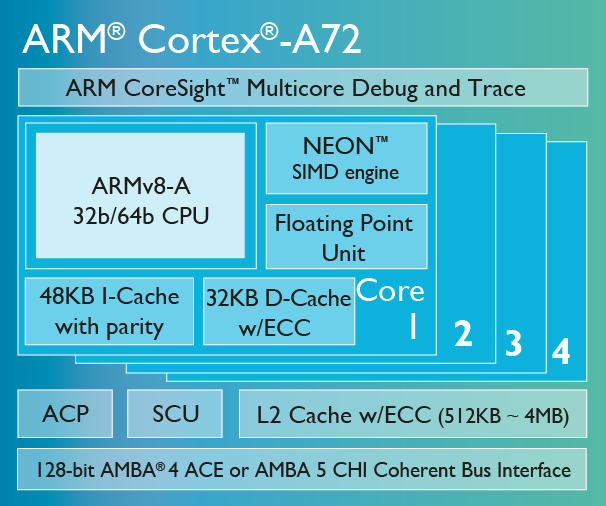 ARM® Cortex®-A72
ARM CoreSight™ Multicore Debug and Trace
ARMv8-A
32b/64b CPU
NEON™
SIMD engine
Floating Point
Unit
48KB I-Cache
with parity
32KB D-Cache
w/ECC
Core
1
2
3
4
ACP
SCU
L2 Cache w/ECC (512KB ~ 4MB)
128-bit AMBA® 4 ACE or AMBA 5 CHI Coherent Bus Interface